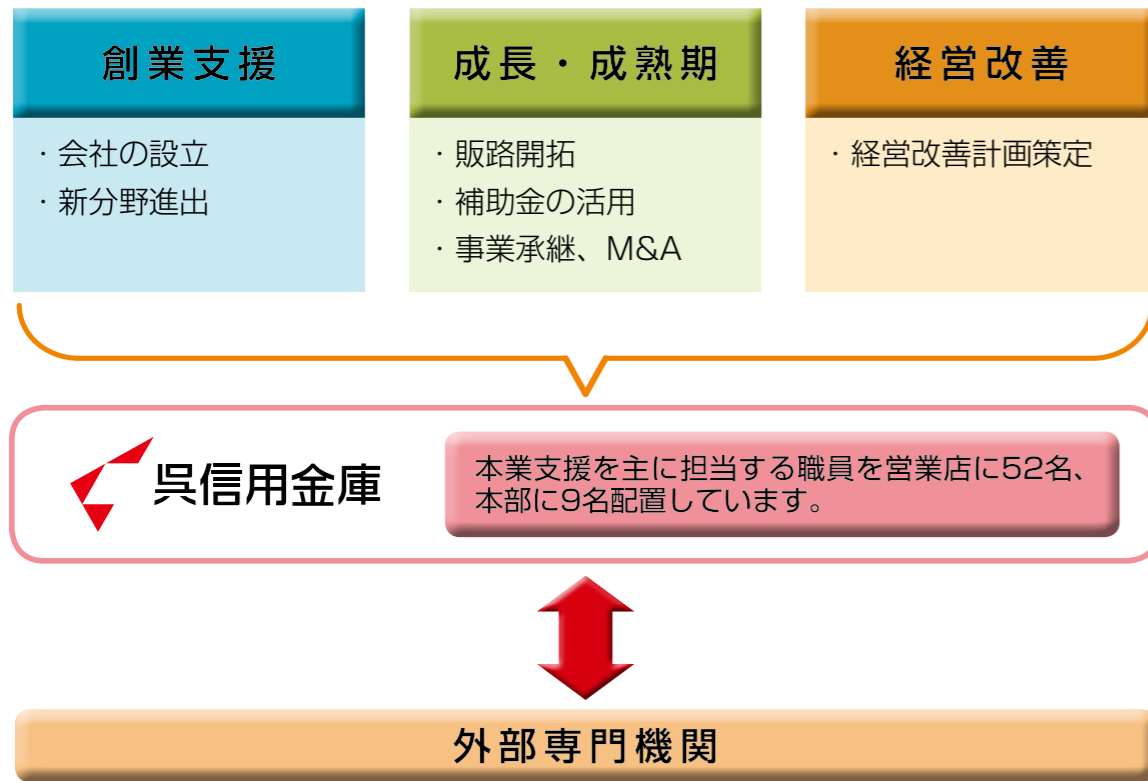 創業支援
・会社の設立
・新分野進出
成長・成熟期
・販路開拓
・補助金の活用
・事業承継、M&A
経営改善
・経営改善計画策定
呉信用金庫
本業支援を主に担当する職員を営業店に52名、
本部に9名配置しています。
外部専門機関